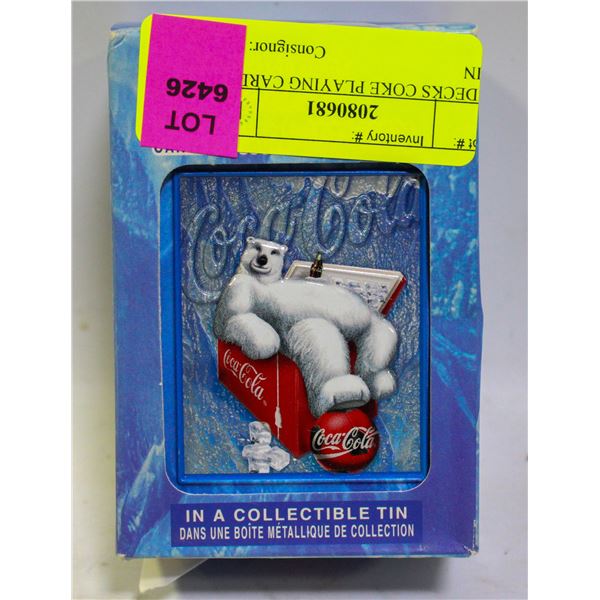 Consignor:
IN
DECKS COKE PLAYING CARD
2080681
Inventory #:
ot #:
LOT
6426
Coca-Cola
Coca-Cola
Coca-Cola
IN A COLLECTIBLE TIN
DANS UNE BOÎTE MÉTALLIQUE DE COLLECTION